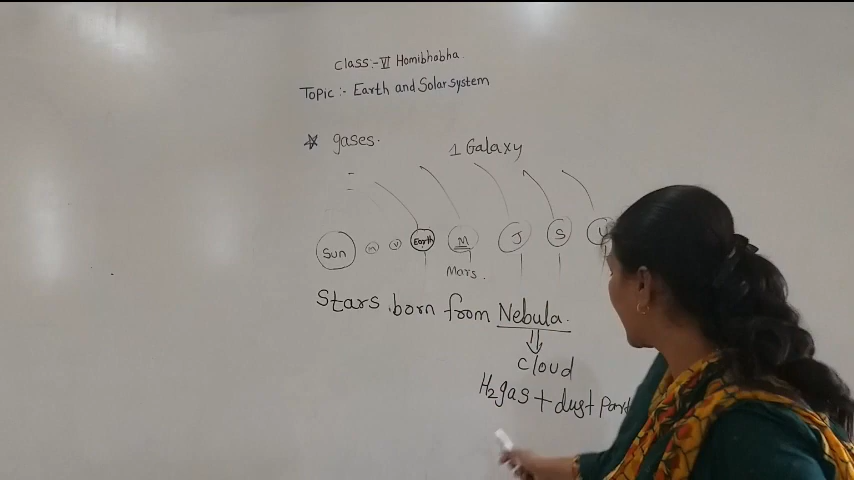 Class:- VI Homibhabha.
Topic :- Earth and Solar system
☆ gases.
1 Galaxy
Sun m v Earth M J S U
Mars.
Stars born from Nebula.
cloud
H2gas + dust Part